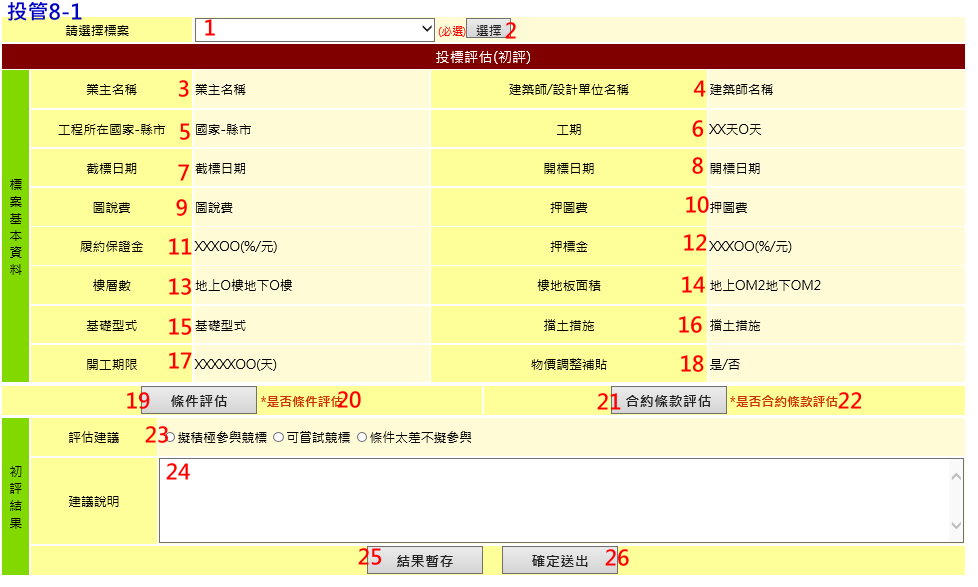 投管8-1
請選擇標案 1 (必選) 選擇 2
投標評估(初評)
標案基本資料
業主名稱 3 業主名稱 建築師/設計單位名稱 4 建築師名稱
工程所在國家-縣市 5 國家-縣市 工期 6 XX天O天
截標日期 7 截標日期 開標日期 8 開標日期
圖說費 9 圖說費 押圖費 10 押圖費
履約保證金 11 XXXOO(%/元) 押標金 12 XXXOO(%/元)
樓層數 13 地上O樓地下O樓 樓地板面積 14 地上OM2地下OM2
基礎型式 15 基礎型式 擋土措施 16 擋土措施
開工期限 17 XXXXXOO(天) 物價調整補貼 18 是/否
19 條件評估 *是否條件評估 20 21 合約條款評估 *是否合約條款評估 22
初評結果
評估建議 23 擬積極參與競標 可嘗試競標 條件太差不擬參與
建議說明 24
25 結果暫存 確定送出 26